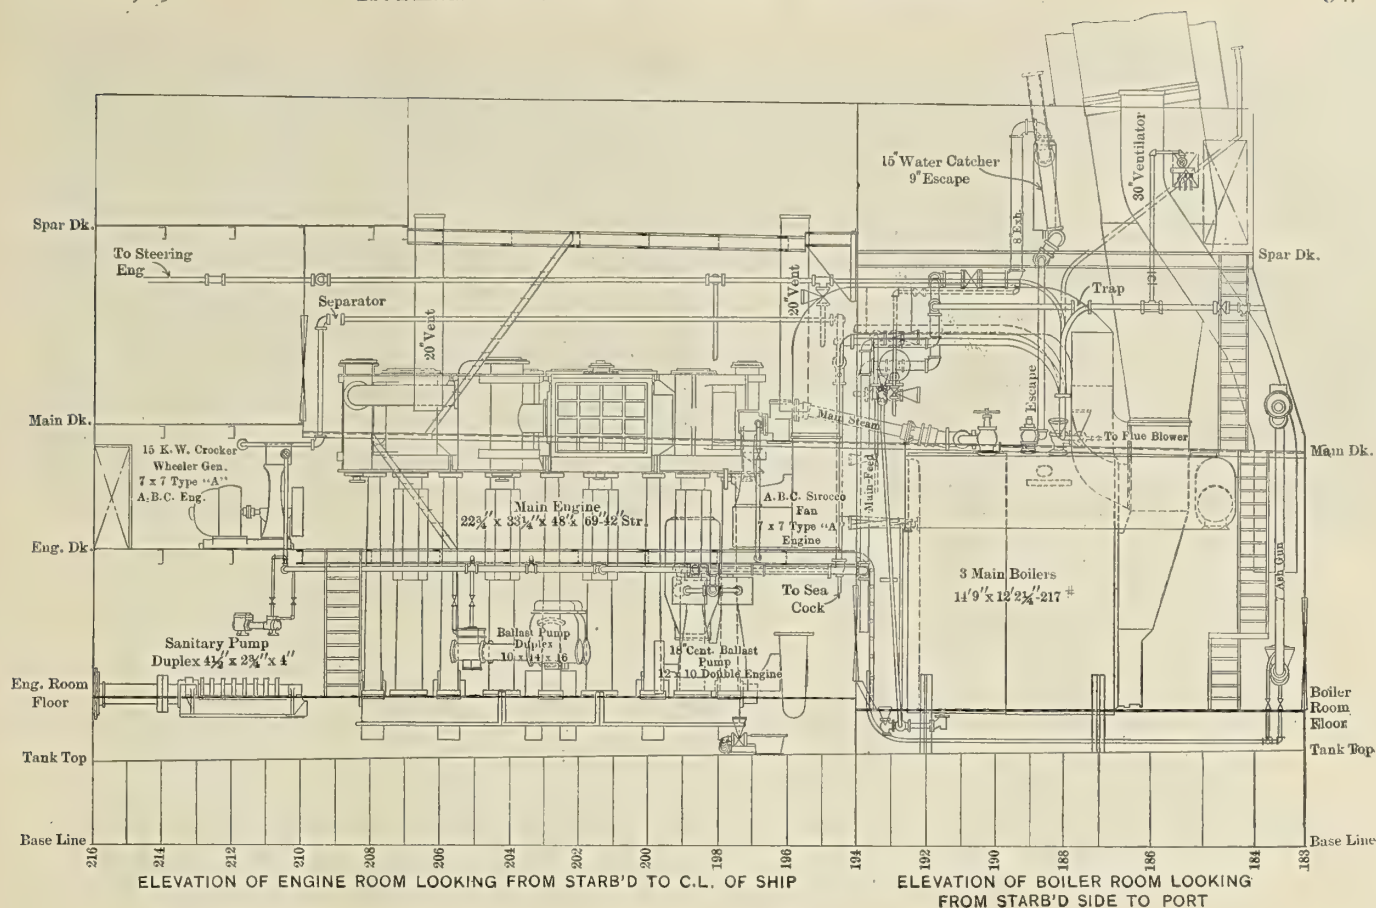 15" Water Catcher
9" Escape
30" Ventilator
8" Exh.
Spar Dk.
To Steering
Eng
Separator
20" Vent
20" Vent
Spar Dk.
Trap
Main Dk.
15 K.W. Crocker
Wheeler Gen.
7 x 7 Type "A"
A.B.C. Eng.
Main Steam
Escape
To Flue Blower
Main Dk.
Main Engine
22¾" x 33¼" x 48" x 69"-42" Str.
A.B.C. Sirocco
Fan
7 x 7 Type "A"
Engine
Main Feed
Eng. Dk.
3 Main Boilers
14'9" x 12'2¼"-217 #
Ash Gun
To Sea
Cock
Sanitary Pump
Duplex 4½" x 2¾" x 4"
Ballast Pump
Duplex
10 x 14 x 16
18" Cent. Ballast
Pump
12 x 10 Double Engine
Eng. Room
Floor
Boiler
Room
Floor
Tank Top
Tank Top
Base Line
Base Line
216 214 212 210 208 206 204 202 200 198 196 194 192 190 188 186 184 183
ELEVATION OF ENGINE ROOM LOOKING FROM STARB'D TO C.L. OF SHIP
ELEVATION OF BOILER ROOM LOOKING
FROM STARB'D SIDE TO PORT